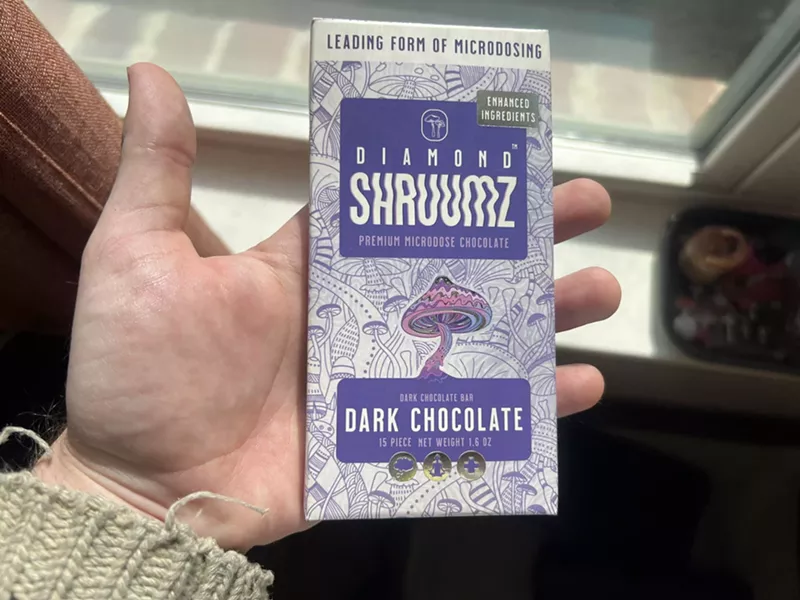 LEADING FORM OF MICRODOSING
ENHANCED
INGREDIENTS
DIAMOND™
SHRUUMZ
PREMIUM MICRODOSE CHOCOLATE
DARK CHOCOLATE BAR
DARK CHOCOLATE
15 PIECE NET WEIGHT 1.6 OZ